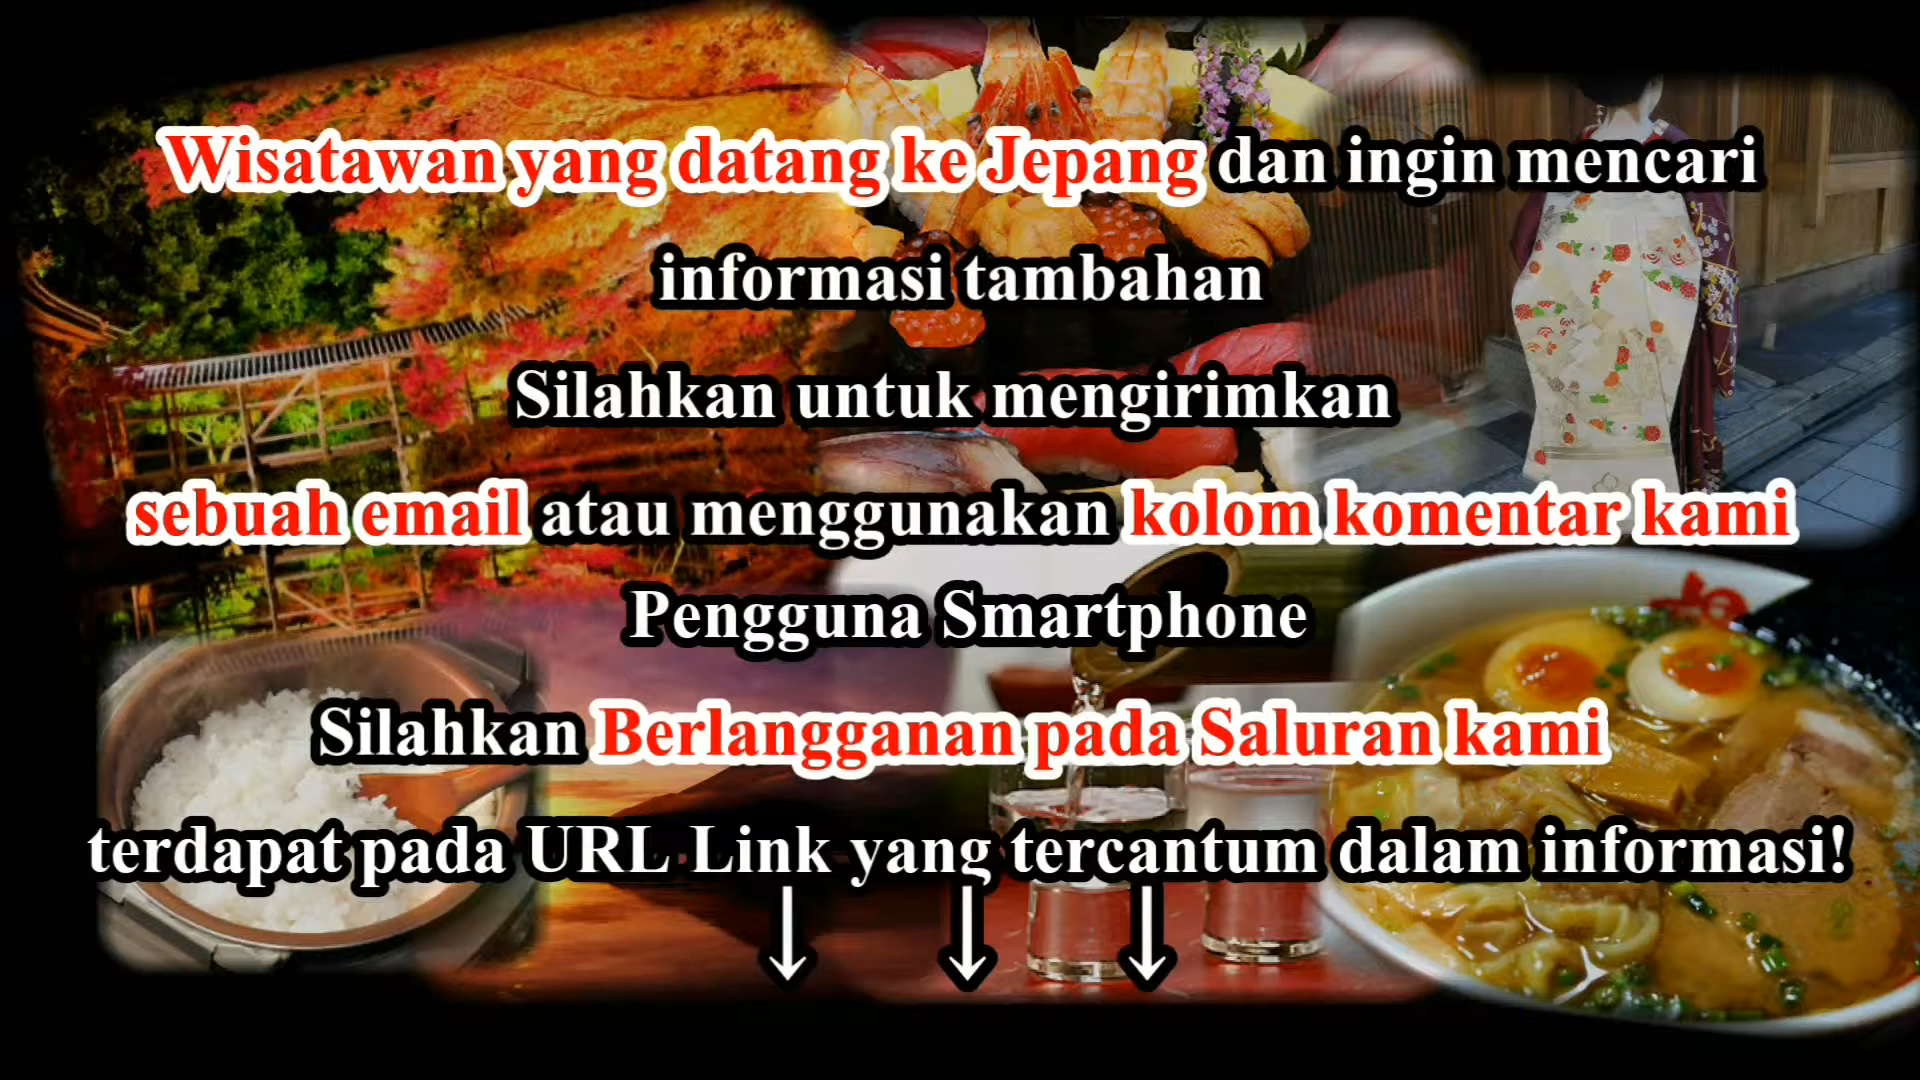 Wisatawan yang datang ke Jepang dan ingin mencari
informasi tambahan
Silahkan untuk mengirimkan
sebuah email atau menggunakan kolom komentar kami
Pengguna Smartphone
Silahkan Berlangganan pada Saluran kami
terdapat pada URL Link yang tercantum dalam informasi!
↓ ↓ ↓